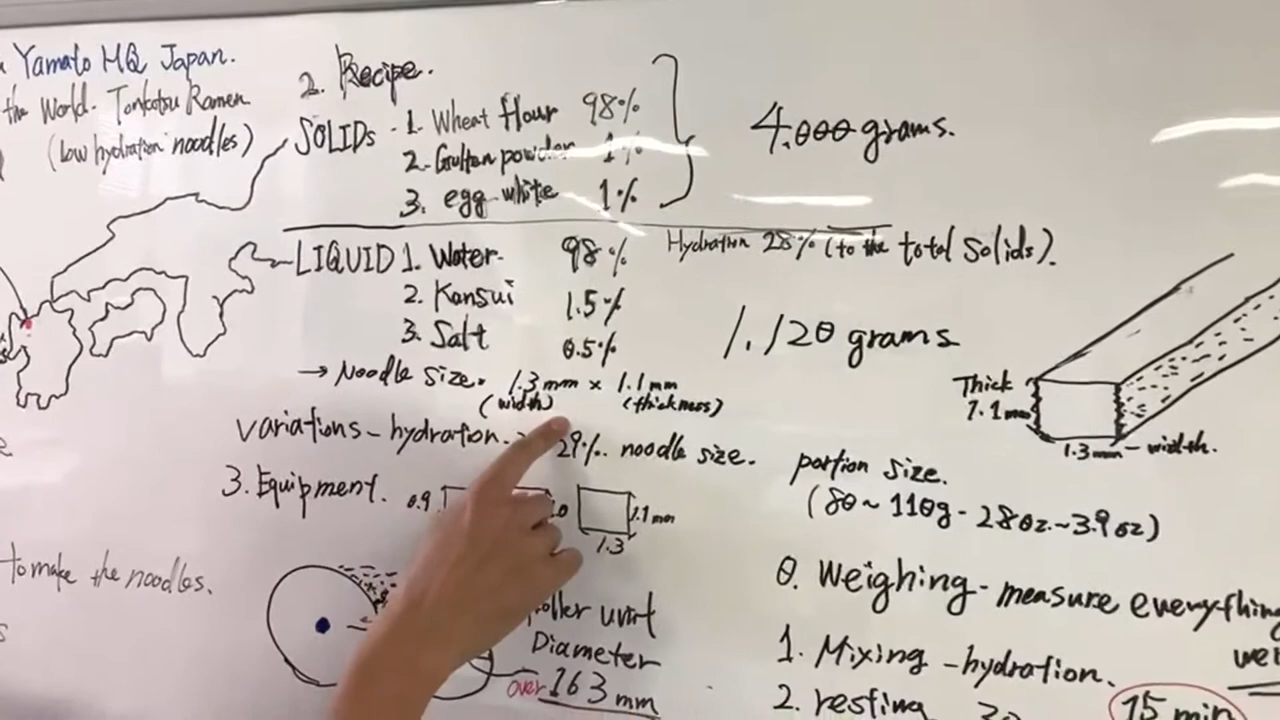 Yamato HQ Japan.
the World. Tonkotsu Ramen
(low hydration noodles)
2. Recipe.
SOLIDs - 1. Wheat flour 98%
2. Gultan powder 1%
3. egg-white 1%
4.000 grams.
LIQUID 1. Water. 98%
2. Kansui 1.5%
3. Salt 0.5%
Hydration 28% (to the total solids).
1.120 grams
→ Noodle size. 1.3mm × 1.1mm
(width) (thickness)
variations - hydration. 29%. noodle size.
3. Equipment. 0.9
1.1mm
1.3
Thick
1.1mm
1.3mm - width.
portion size.
(80 ~ 110g - 28oz. ~ 3.9oz)
to make the noodles.
unit
Diameter
over 163mm
0. Weighing - measure everything
1. Mixing - hydration.
2. resting
15 min